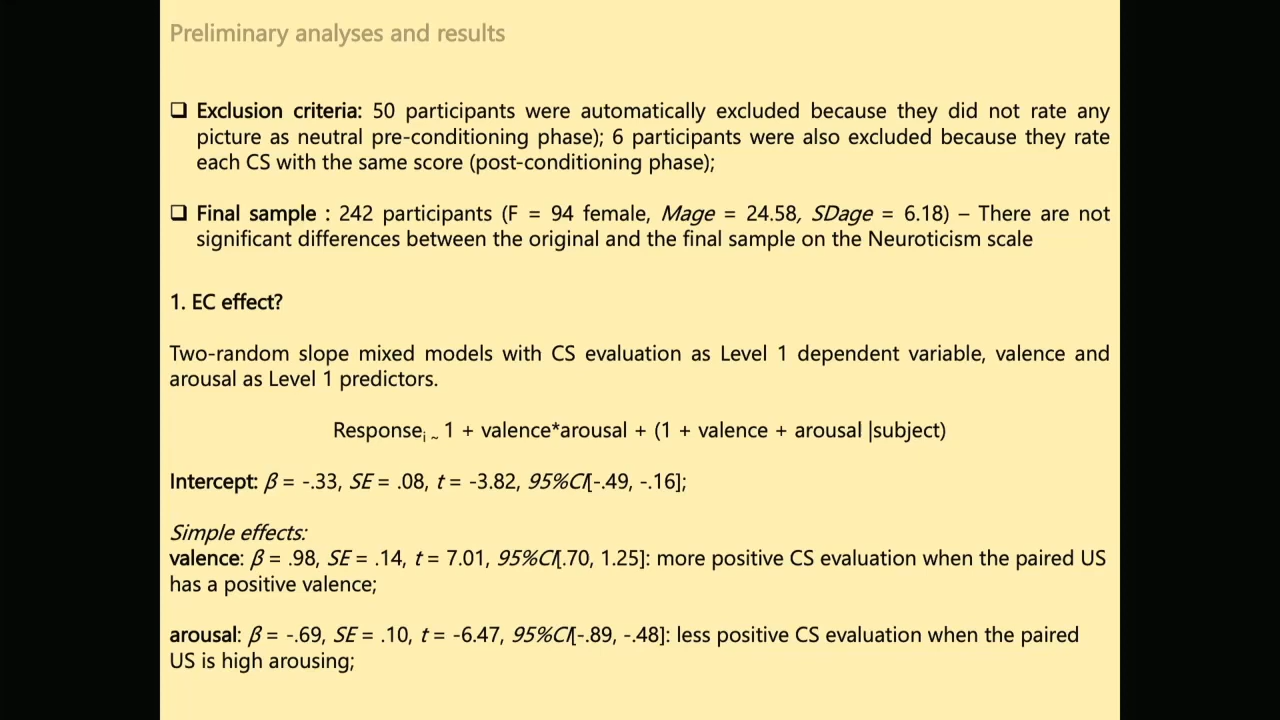 Preliminary analyses and results
❑ Exclusion criteria: 50 participants were automatically excluded because they did not rate any
picture as neutral pre-conditioning phase); 6 participants were also excluded because they rate
each CS with the same score (post-conditioning phase);
❑ Final sample : 242 participants (F = 94 female, Mage = 24.58, SDage = 6.18) – There are not
significant differences between the original and the final sample on the Neuroticism scale
1. EC effect?
Two-random slope mixed models with CS evaluation as Level 1 dependent variable, valence and
arousal as Level 1 predictors.
Responseᵢ ~ 1 + valence*arousal + (1 + valence + arousal |subject)
Intercept: β = -.33, SE = .08, t = -3.82, 95%CI[-.49, -.16];
Simple effects:
valence: β = .98, SE = .14, t = 7.01, 95%CI[.70, 1.25]: more positive CS evaluation when the paired US
has a positive valence;
arousal: β = -.69, SE = .10, t = -6.47, 95%CI[-.89, -.48]: less positive CS evaluation when the paired
US is high arousing;